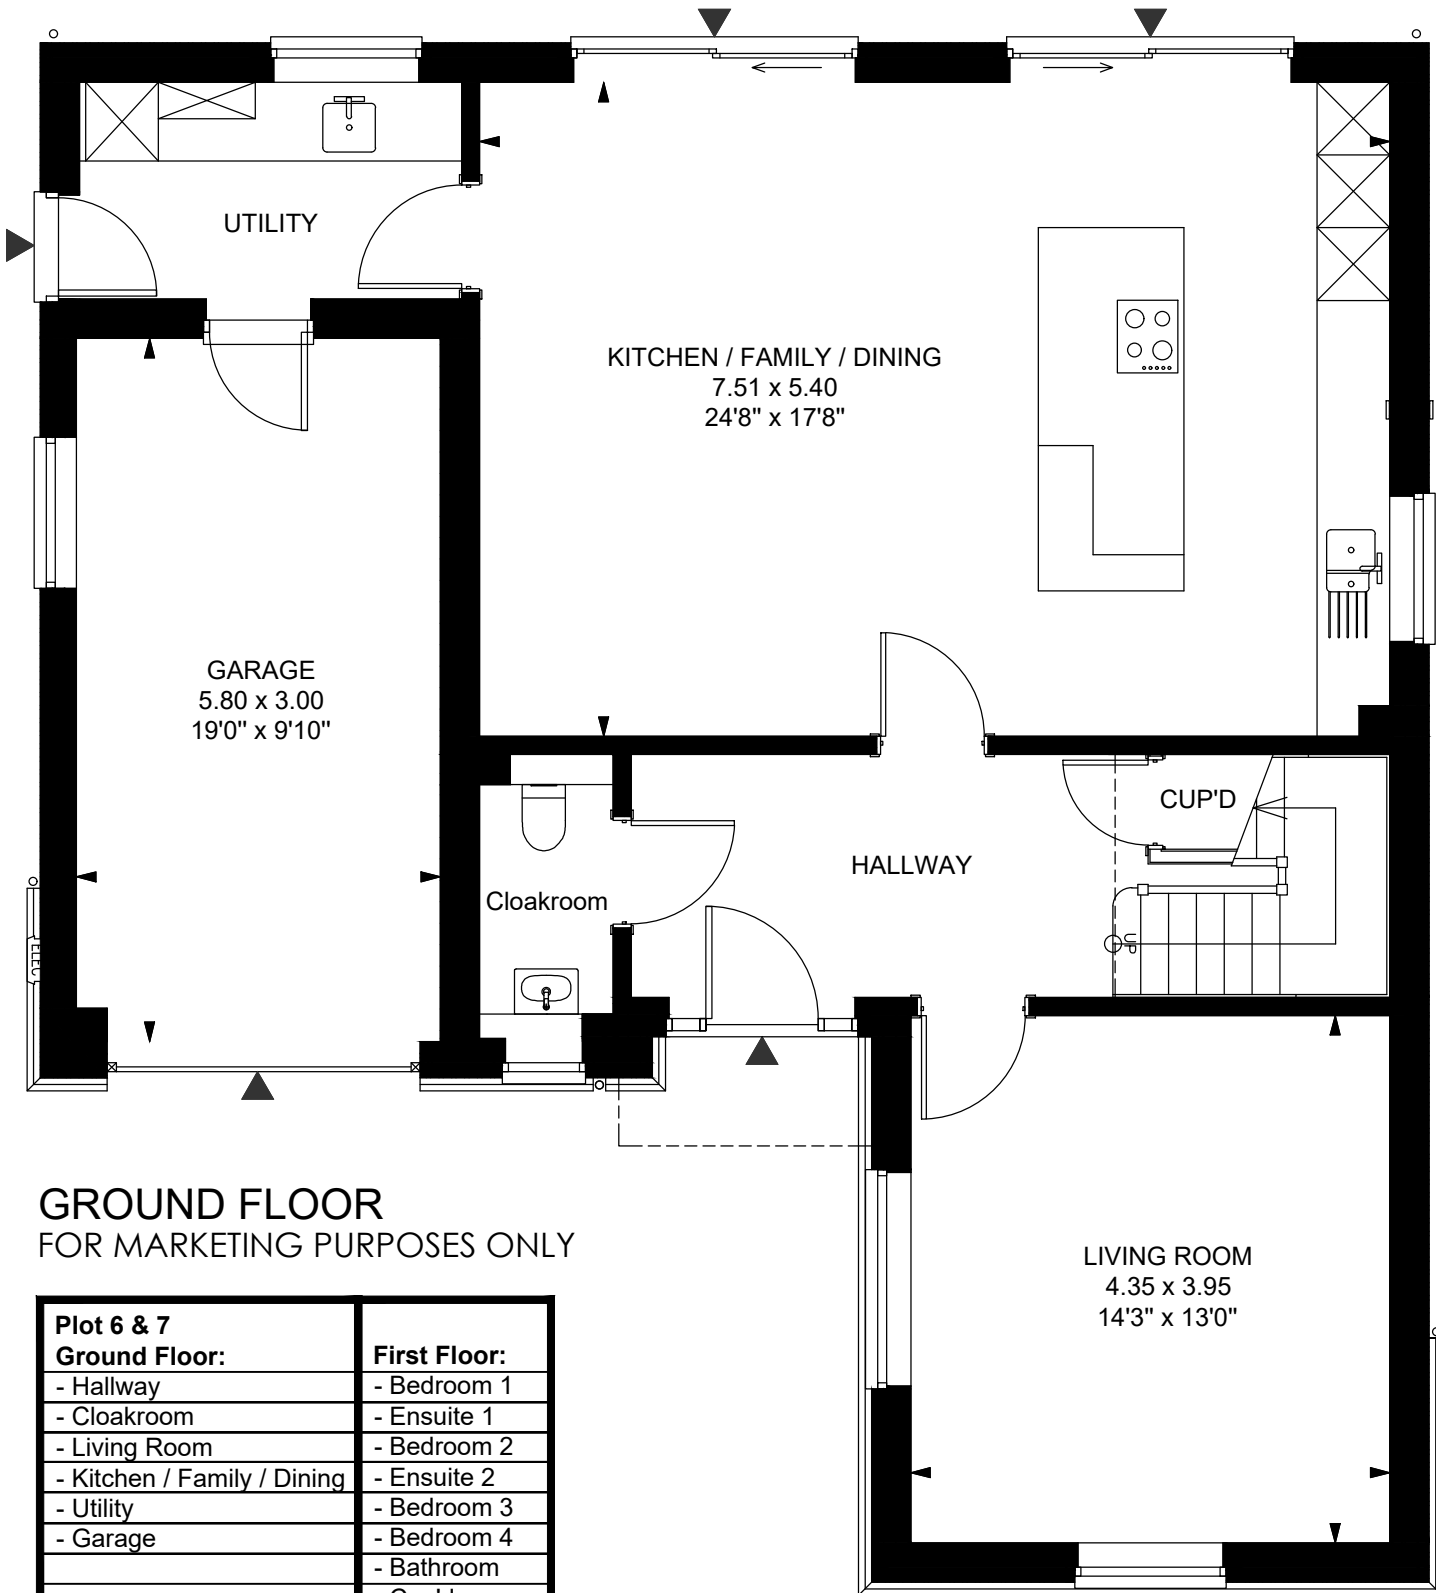 UTILITY
KITCHEN / FAMILY / DINING
7.51 x 5.40
24'8" x 17'8"
GARAGE
5.80 x 3.00
19'0" x 9'10"
CUP'D
HALLWAY
Cloakroom
UP
ELEC
GROUND FLOOR
FOR MARKETING PURPOSES ONLY
LIVING ROOM
4.35 x 3.95
14'3" x 13'0"
Plot 6 & 7
Ground Floor:
- Hallway
- Cloakroom
- Living Room
- Kitchen / Family / Dining
- Utility
- Garage
First Floor:
- Bedroom 1
- Ensuite 1
- Bedroom 2
- Ensuite 2
- Bedroom 3
- Bedroom 4
- Bathroom